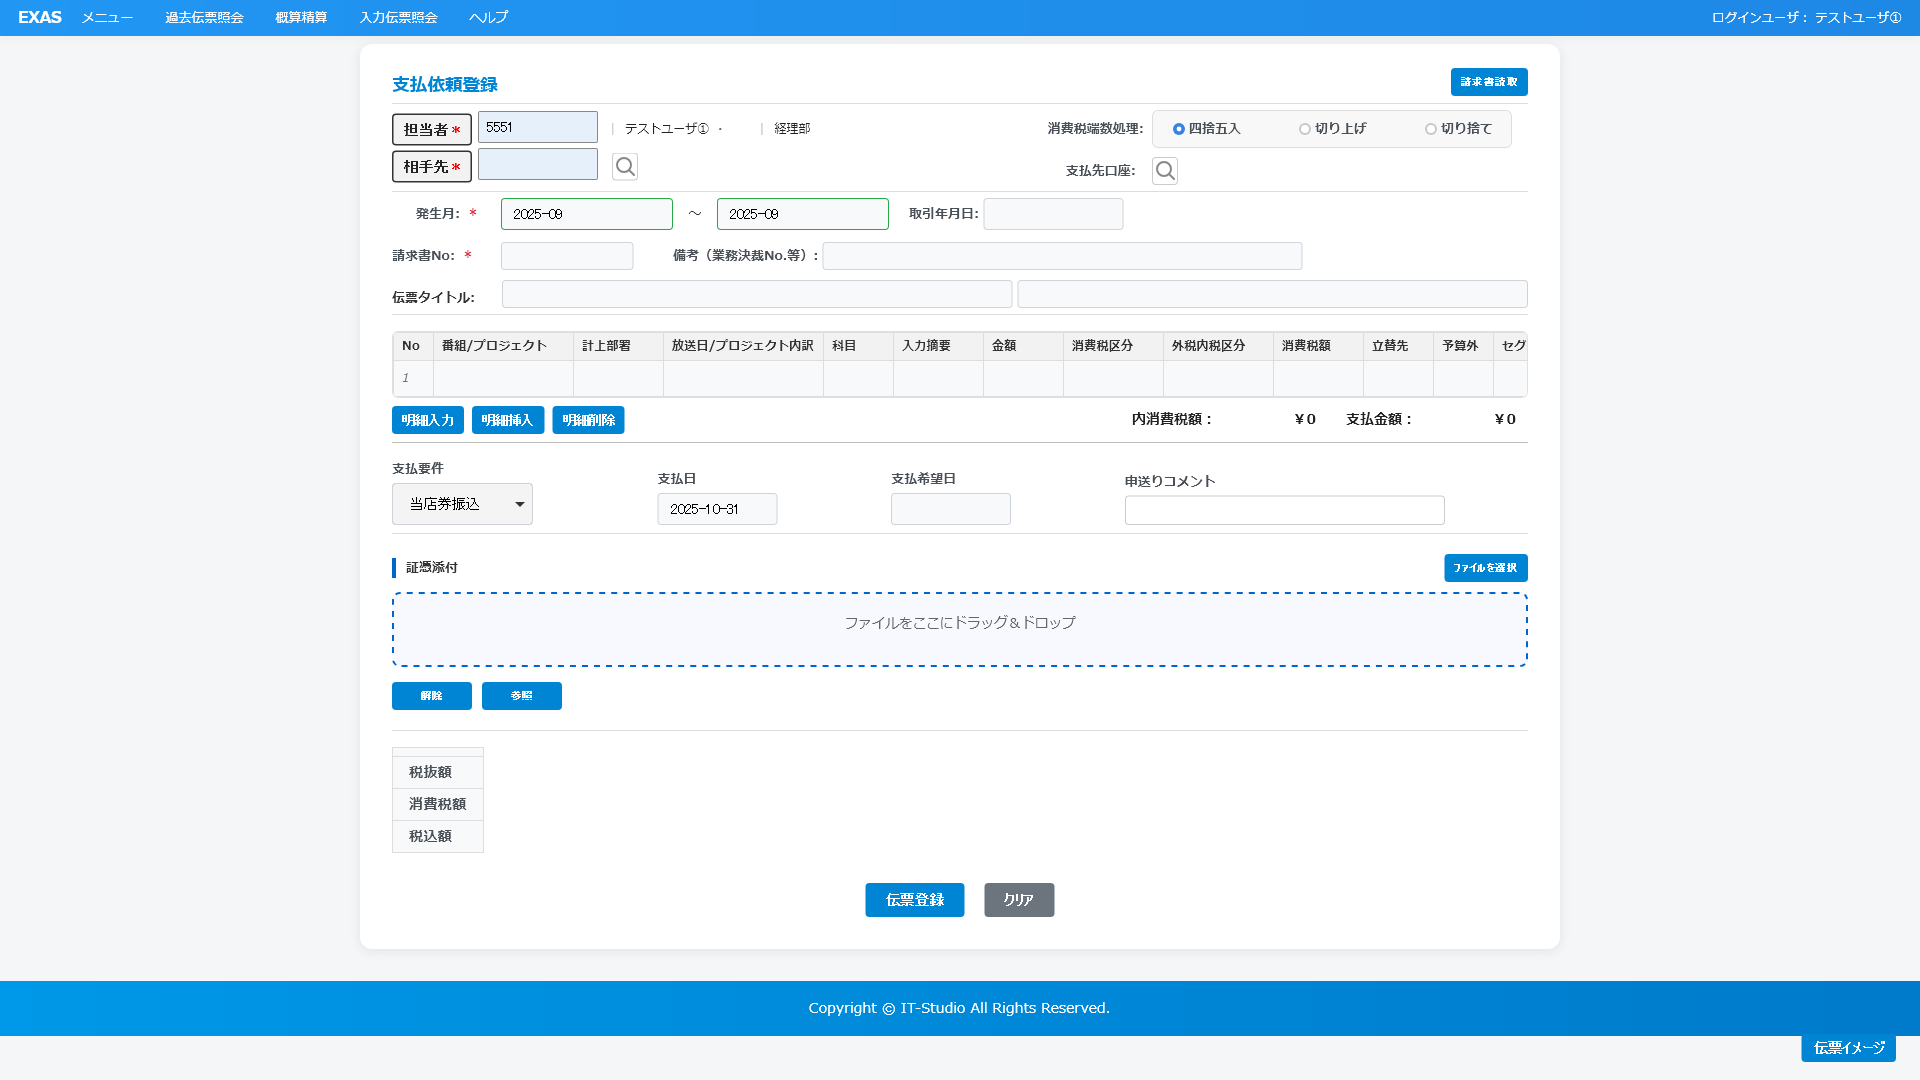 EXAS メニュー 過去伝票照会 概算精算 入力伝票照会 ヘルプ ログインユーザ： テストユーザ①
支払依頼登録 請求書読取
担当者* 5551 | テストユーザ① ・ | 経理部 消費税端数処理: 四捨五入 切り上げ 切り捨て
相手先* 支払先口座:
発生月: * 2025-09 ～ 2025-09 取引年月日:
請求書No: * 備考（業務決裁No.等）:
伝票タイトル:
No 番組/プロジェクト 計上部署 放送日/プロジェクト内訳 科目 入力摘要 金額 消費税区分 外税内税区分 消費税額 立替先 予算外 セグ
1
明細入力 明細挿入 明細削除 内消費税額： ¥0 支払金額： ¥0
支払要件 支払日 支払希望日 申送りコメント
当店券振込 2025-10-31
証憑添付 ファイルを選択
ファイルをここにドラッグ＆ドロップ
解除 参照
税抜額
消費税額
税込額
伝票登録 クリア
Copyright © IT-Studio All Rights Reserved.
伝票イメージ